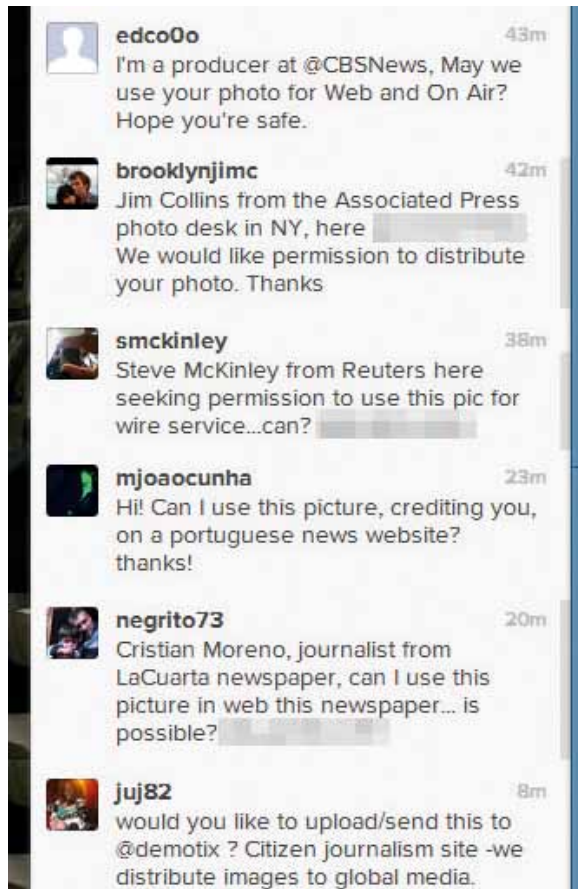 edco0o 43m
I'm a producer at @CBSNews, May we
use your photo for Web and On Air?
Hope you're safe.
brooklynjimc 42m
Jim Collins from the Associated Press
photo desk in NY, here
We would like permission to distribute
your photo. Thanks
smckinley 38m
Steve McKinley from Reuters here
seeking permission to use this pic for
wire service...can?
mjoaocunha 23m
Hi! Can I use this picture, crediting you,
on a portuguese news website?
thanks!
negrito73 20m
Cristian Moreno, journalist from
LaCuarta newspaper, can I use this
picture in web this newspaper... is
possible?
juj82 8m
would you like to upload/send this to
@demotix ? Citizen journalism site -we
distribute images to global media.